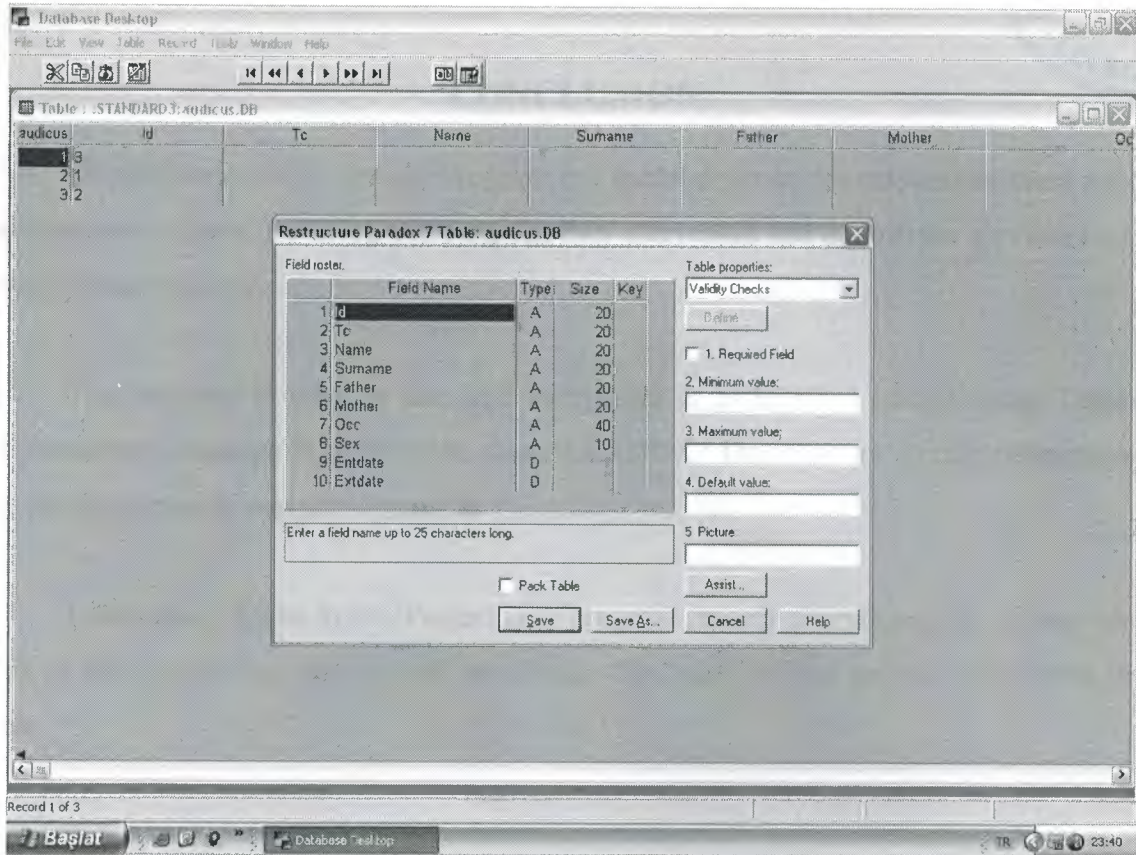 Database Desktop
File Edit View Table Record Tools Window Help
Table : :STANDARD3:audicus.DB
audicus Id Tc Name Surname Father Mother Oc
1 3
2 1
3 2
Restructure Paradox 7 Table: audicus.DB
Field roster:
Field Name Type Size Key
1 Id A 20
2 Tc A 20
3 Name A 20
4 Surname A 20
5 Father A 20
6 Mother A 20
7 Occ A 40
8 Sex A 10
9 Entdate D
10 Extdate D
Enter a field name up to 25 characters long.
Table properties:
Validity Checks
Define...
1. Required Field
2. Minimum value:
3. Maximum value:
4. Default value:
5. Picture
Assist...
Pack Table
Save Save As... Cancel Help
Record 1 of 3
Başlat Database Desktop TR 23:40